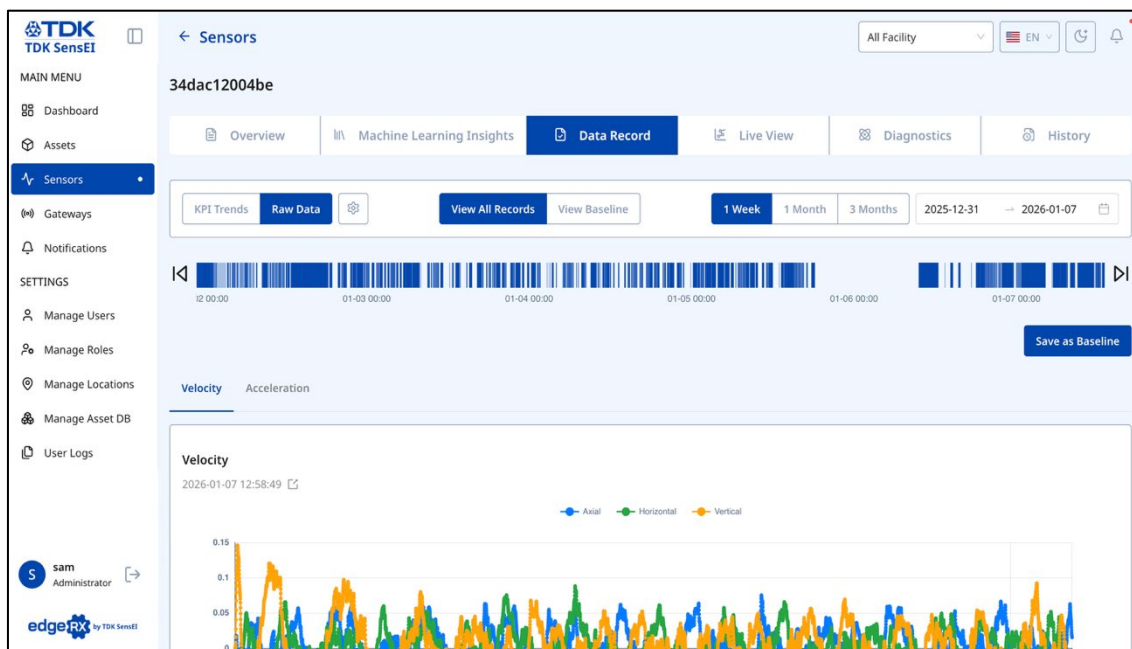 TDK
TDK SensEI
MAIN MENU
Dashboard
Assets
Sensors
Gateways
Notifications
SETTINGS
Manage Users
Manage Roles
Manage Locations
Manage Asset DB
User Logs
S
sam
Administrator
edgeRX by TDK SensEI
Sensors
All Facility
EN
34dac12004be
Overview
Machine Learning Insights
Data Record
Live View
Diagnostics
History
KPI Trends
Raw Data
View All Records
View Baseline
1 Week
1 Month
3 Months
2025-12-31 → 2026-01-07
I2 00:00
01-03 00:00
01-04 00:00
01-05 00:00
01-06 00:00
01-07 00:00
Save as Baseline
Velocity
Acceleration
Velocity
2026-01-07 12:58:49
Axial
Horizontal
Vertical
0.15
0.1
0.05
0